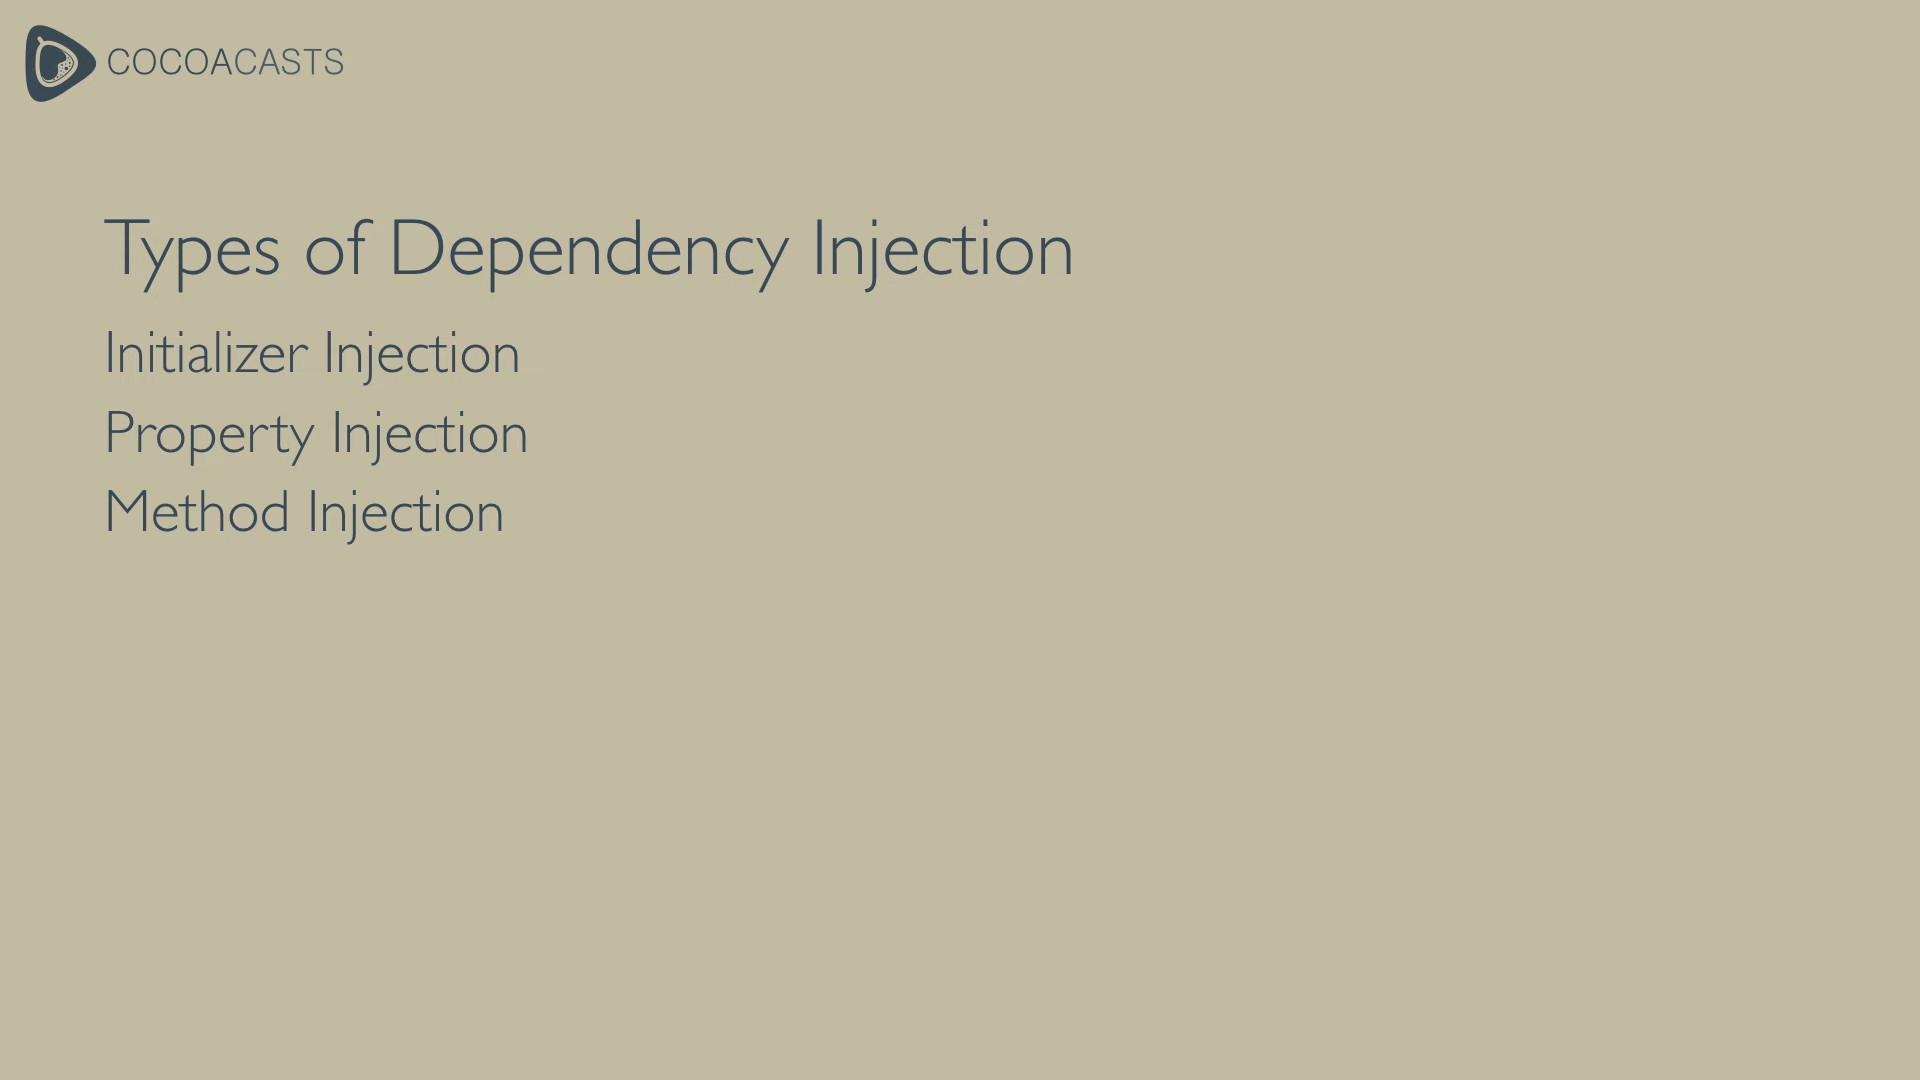 COCOACASTS
Types of Dependency Injection
Initializer Injection
Property Injection
Method Injection